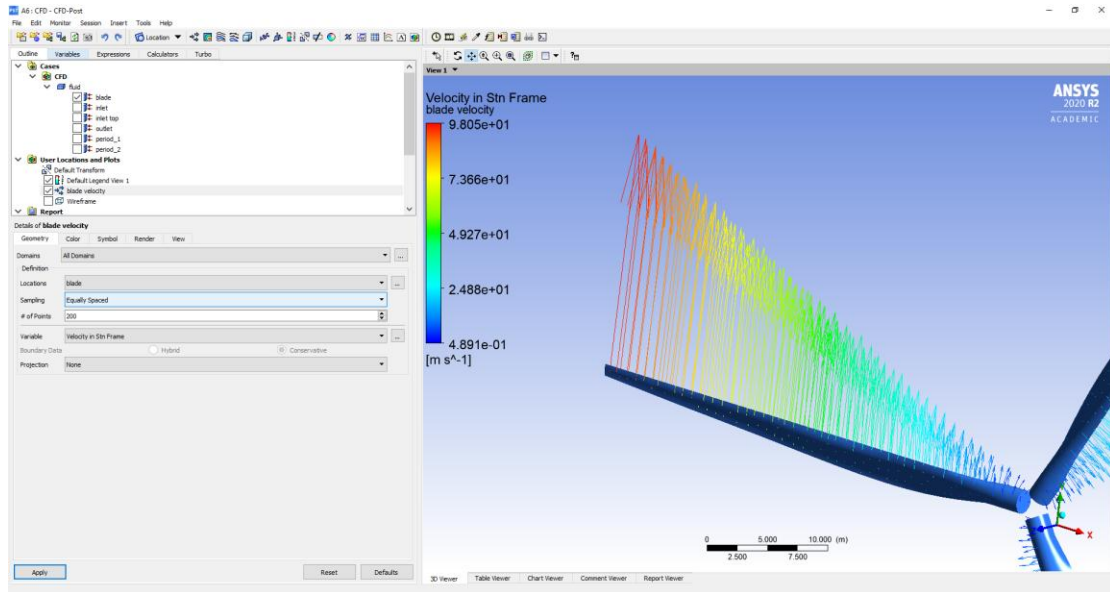 A6 : CFD - CFD-Post
File Edit Monitor Session Insert Tools Help
Location
Outline Variables Expressions Calculators Turbo
Cases
CFD
fluid
blade
inlet
inlet top
outlet
period_1
period_2
User Locations and Plots
Default Transform
Default Legend View 1
blade velocity
Wireframe
Report
Details of blade velocity
Geometry Color Symbol Render View
Domains All Domains ...
Definition
Locations blade ...
Sampling Equally Spaced
# of Points 200
Variable Velocity in Stn Frame ...
Boundary Data Hybrid Conservative
Projection None
Apply Reset Defaults
View 1
Velocity in Stn Frame
blade velocity
9.805e+01
7.366e+01
4.927e+01
2.488e+01
4.891e-01
[m s^-1]
ANSYS
2020 R2
ACADEMIC
X
0 5.000 10.000 (m)
2.500 7.500
3D Viewer Table Viewer Chart Viewer Comment Viewer Report Viewer